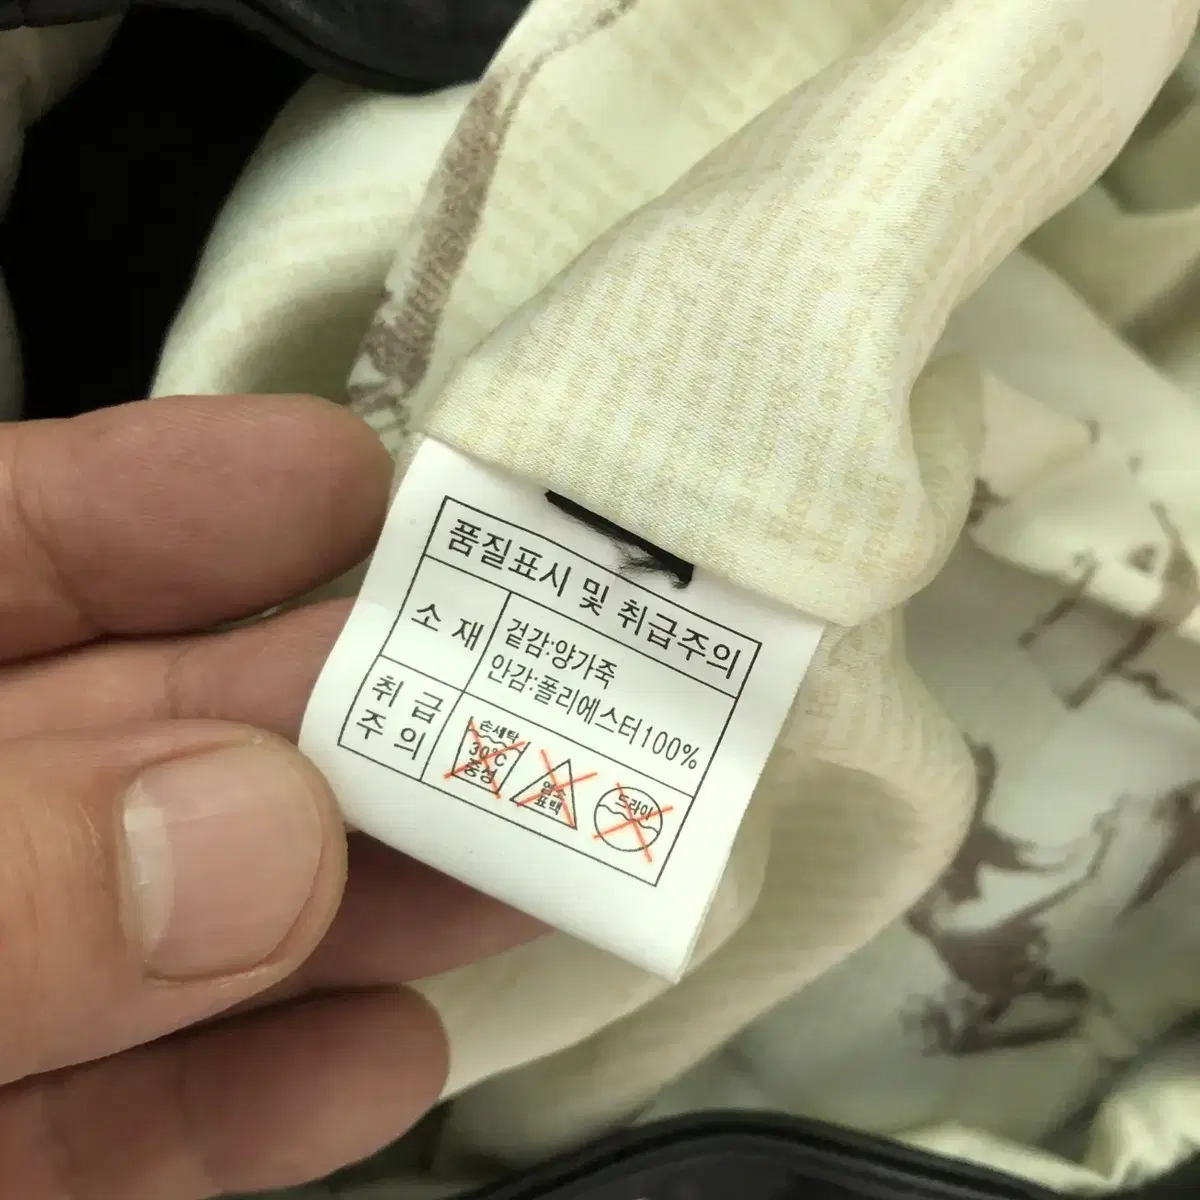 품질표시 및 취급주의
소재
겉감:양가죽
안감:폴리에스터100%
취급
주의
손세탁
30℃
중성
염소
표백
드라이